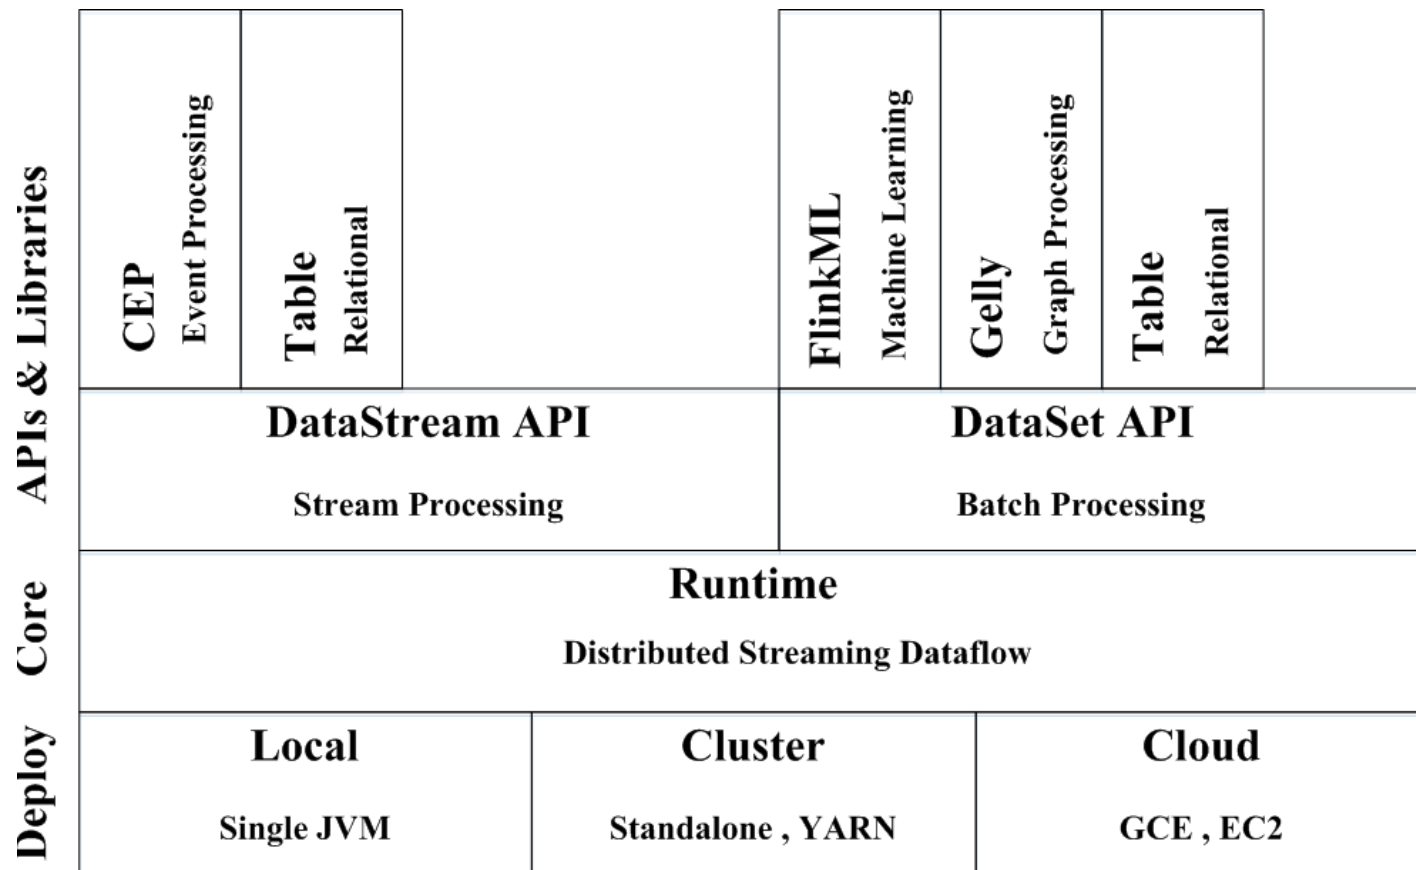 APIs & Libraries
CEP
Event Processing
Table
Relational
FlinkML
Machine Learning
Gelly
Graph Processing
Table
Relational
DataStream API
Stream Processing
DataSet API
Batch Processing
Core
Runtime
Distributed Streaming Dataflow
Deploy
Local
Single JVM
Cluster
Standalone , YARN
Cloud
GCE , EC2